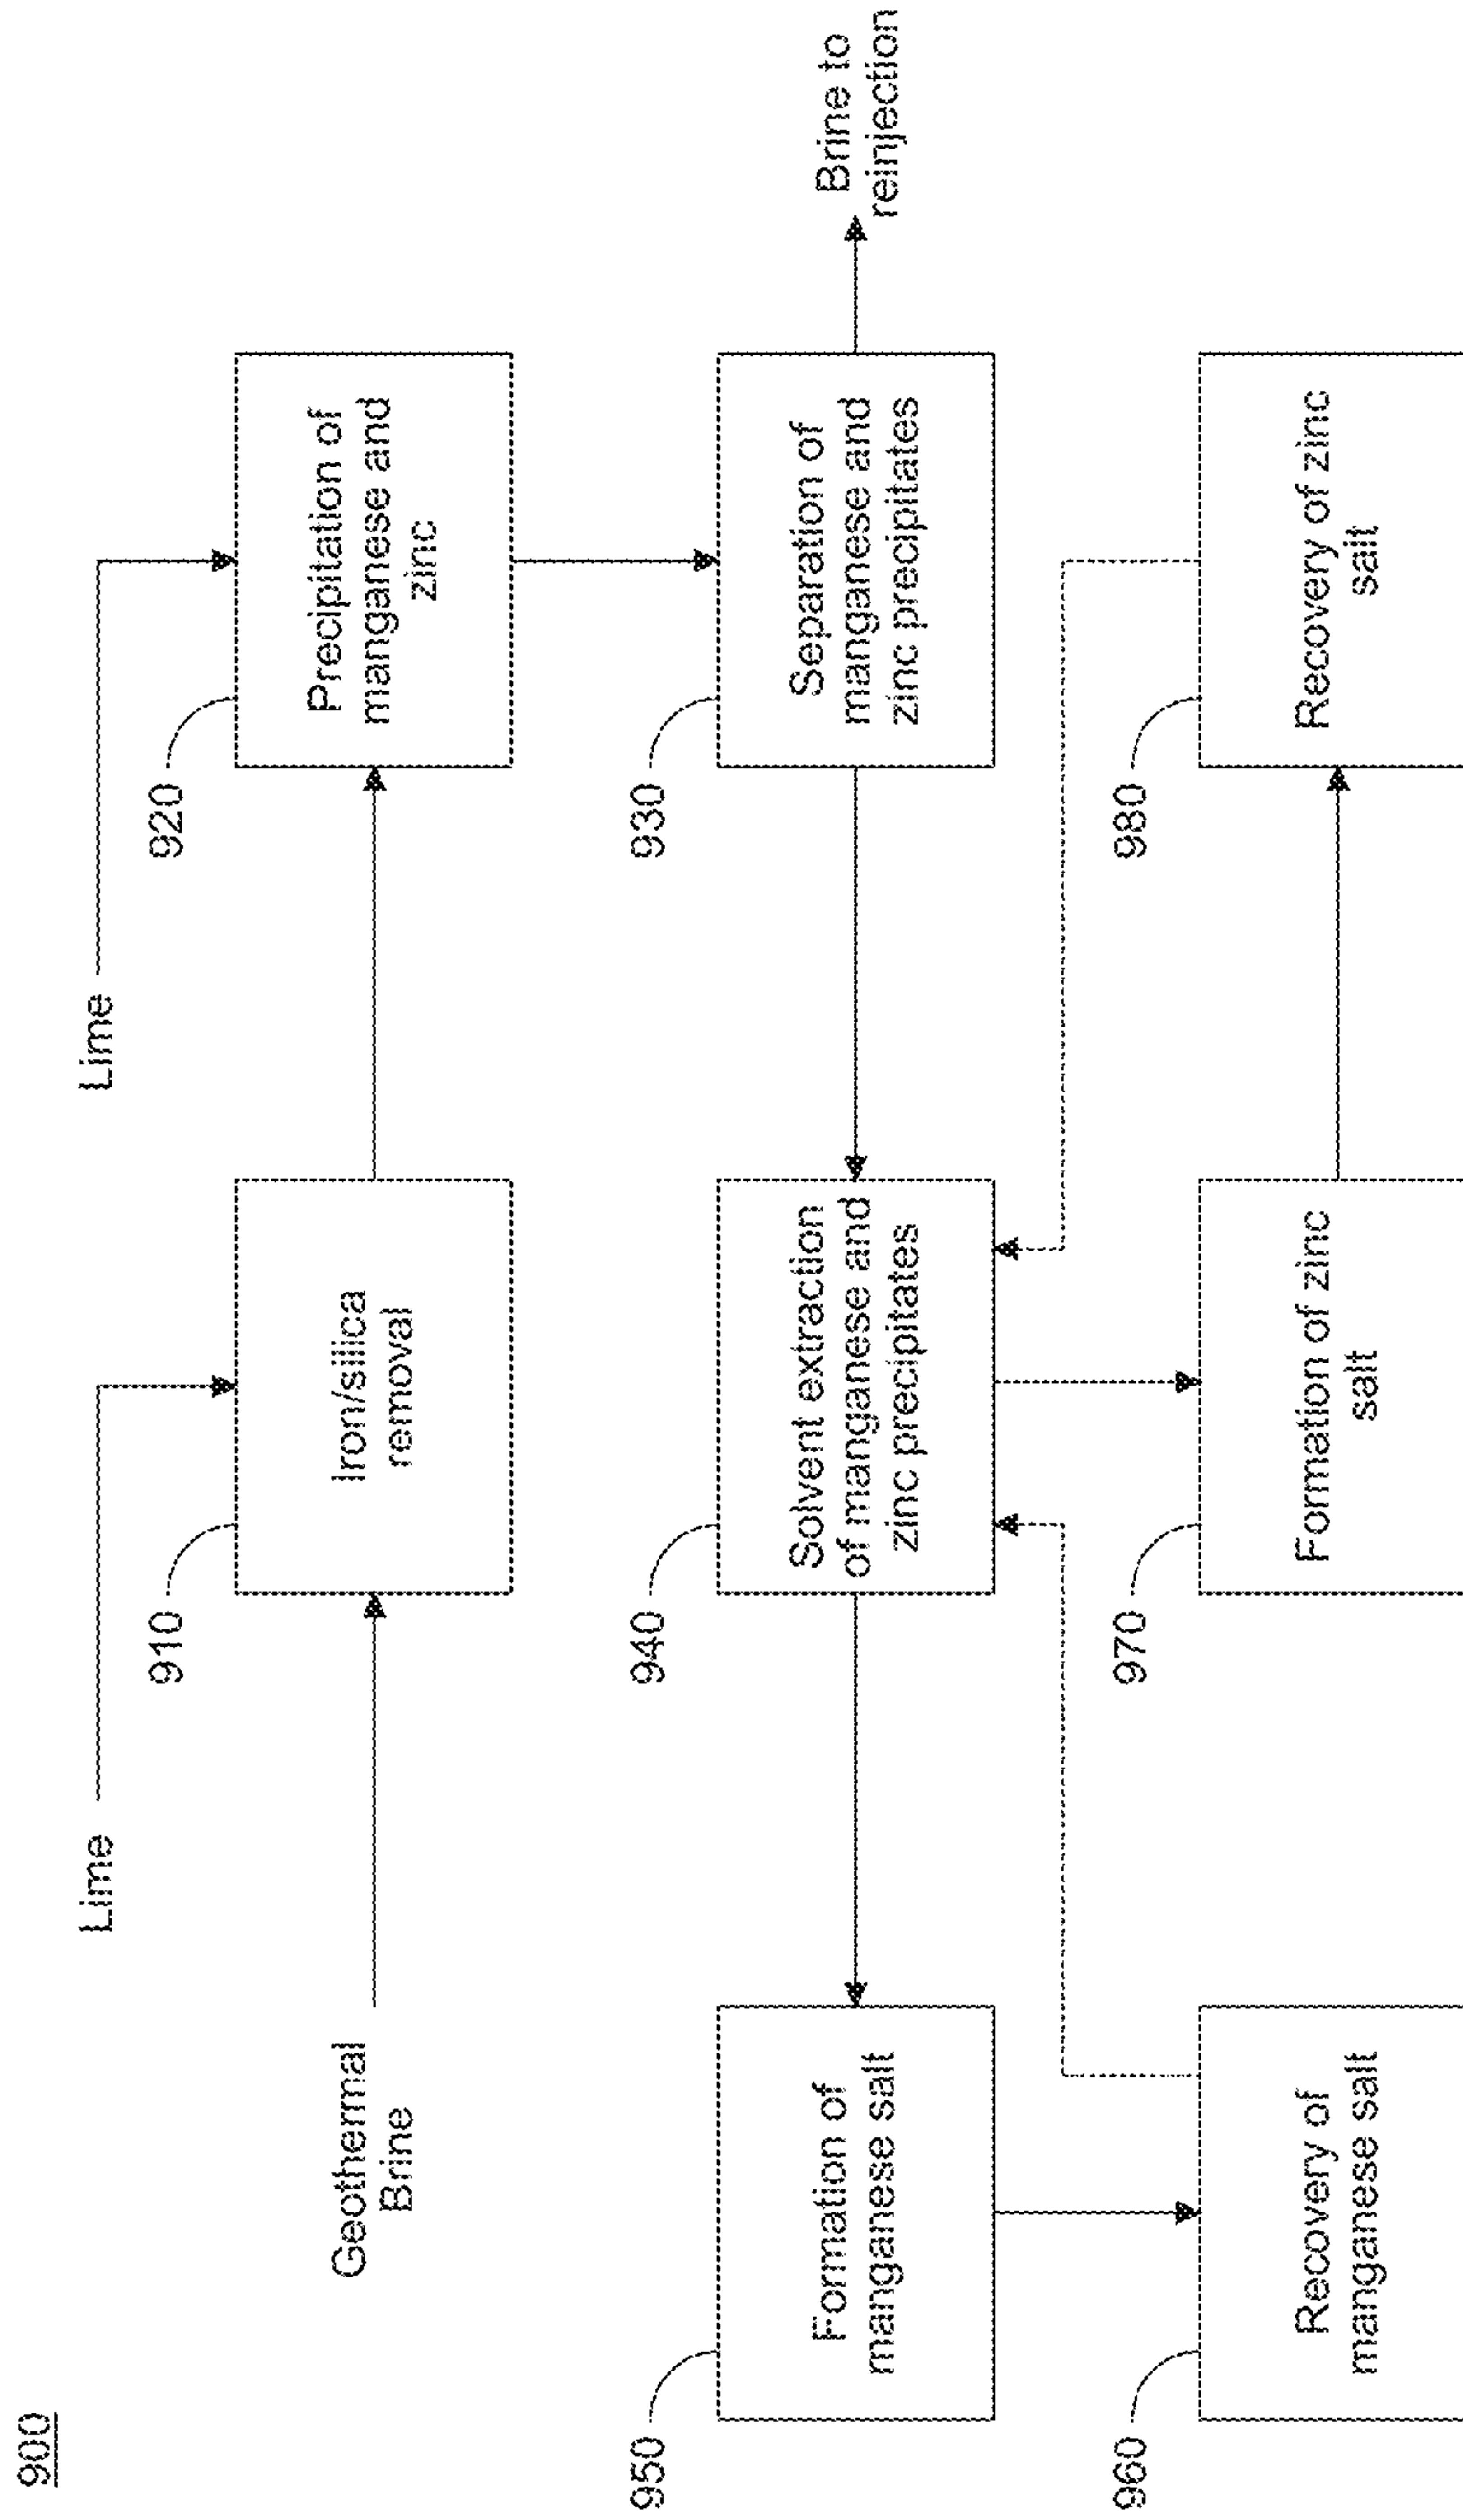 900
Lime
Lime
910
920
Geothermal
Brine
Iron/silica
removal
Precipitation of
manganese and
zinc
950
940
930
Formation of
manganese salt
Solvent extraction
of manganese and
zinc precipitates
Separation of
manganese and
zinc precipitates
Brine to
reinjection
960
970
980
Recovery of
manganese salt
Formation of zinc
salt
Recovery of zinc
salt